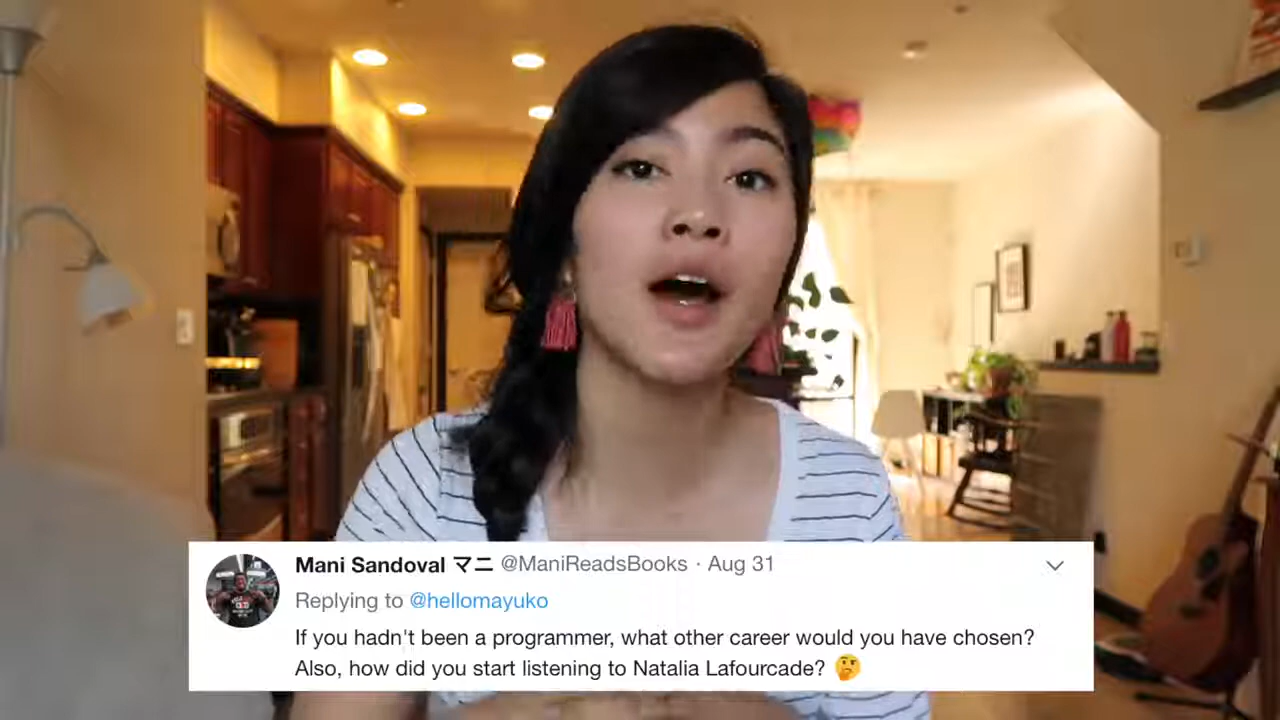 Mani Sandoval マニ @ManiReadsBooks · Aug 31
Replying to @hellomayuko
If you hadn't been a programmer, what other career would you have chosen?
Also, how did you start listening to Natalia Lafourcade? 🤔